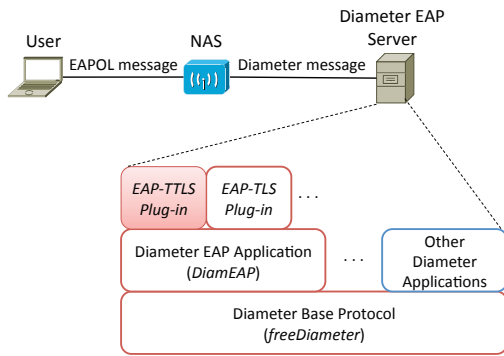 Diameter EAP
Server
User
NAS
EAPOL message
Diameter message
EAP-TTLS
Plug-in
EAP-TLS
Plug-in
. . .
Diameter EAP Application
(DiamEAP)
. . .
Other
Diameter
Applications
Diameter Base Protocol
(freeDiameter)